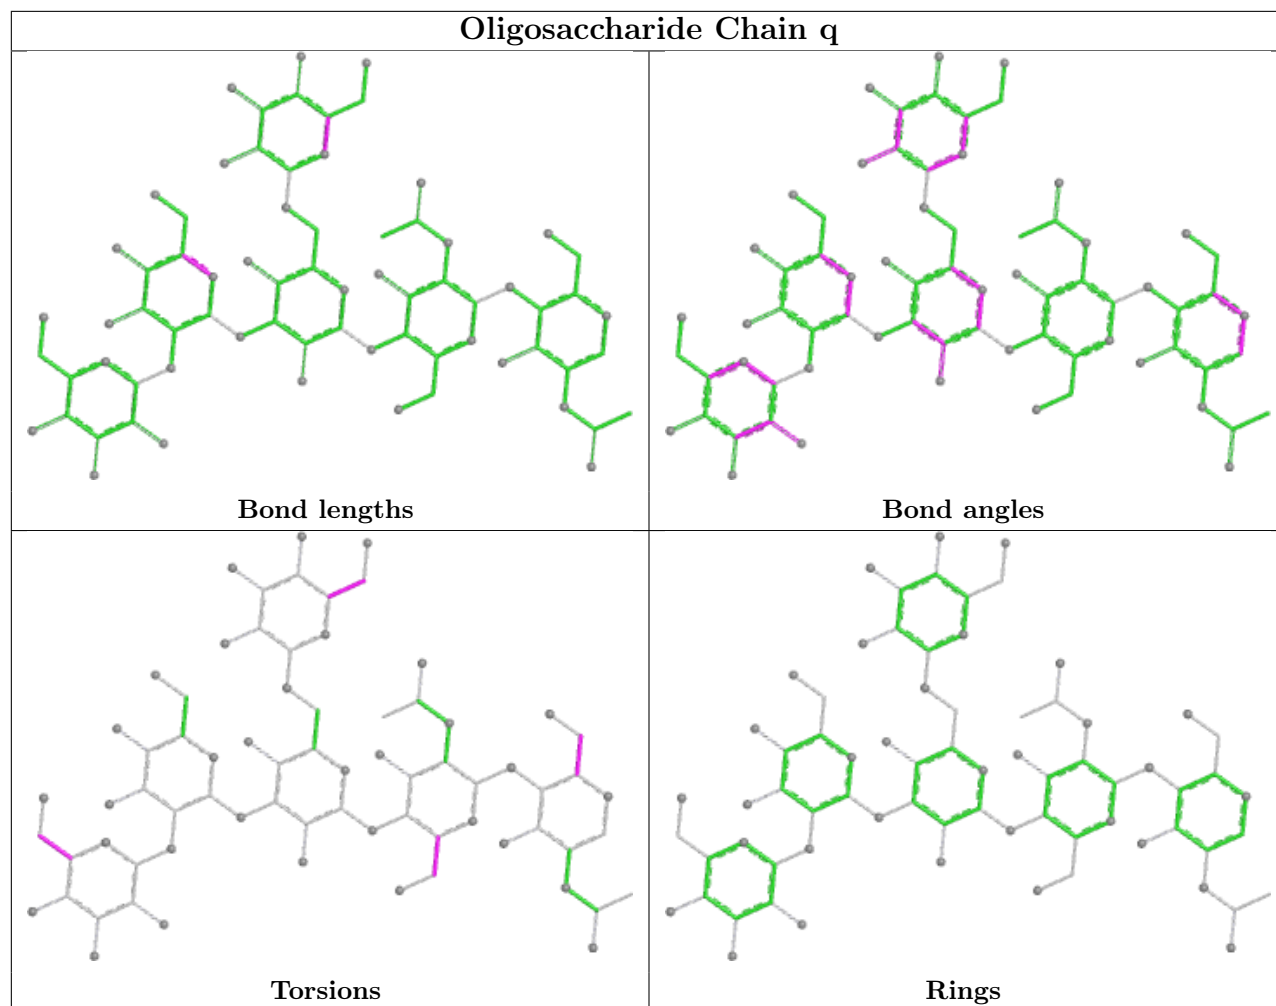 Oligosaccharide Chain q
Bond lengths
Bond angles
Torsions
Rings